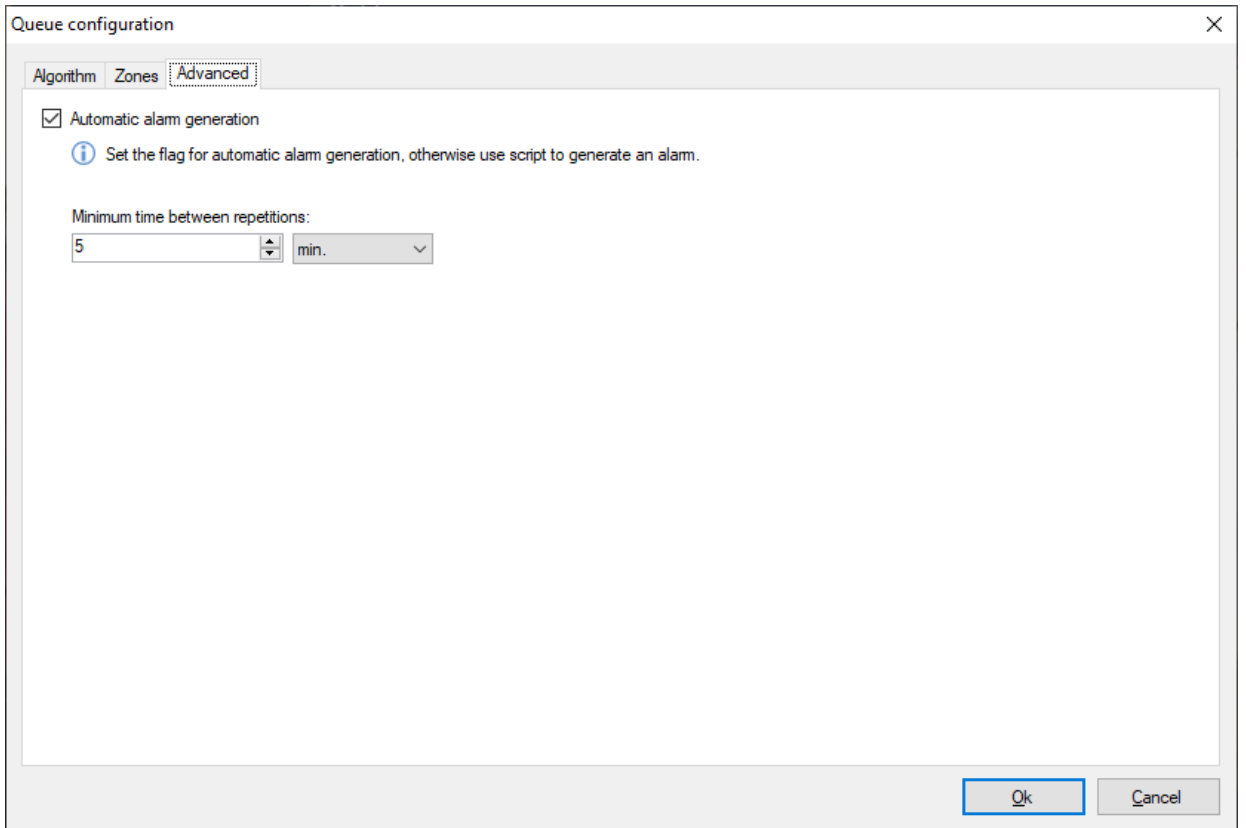 Queue configuration
Algorithm Zones Advanced
Automatic alarm generation
Set the flag for automatic alarm generation, otherwise use script to generate an alarm.
Minimum time between repetitions:
5 min.
Ok Cancel